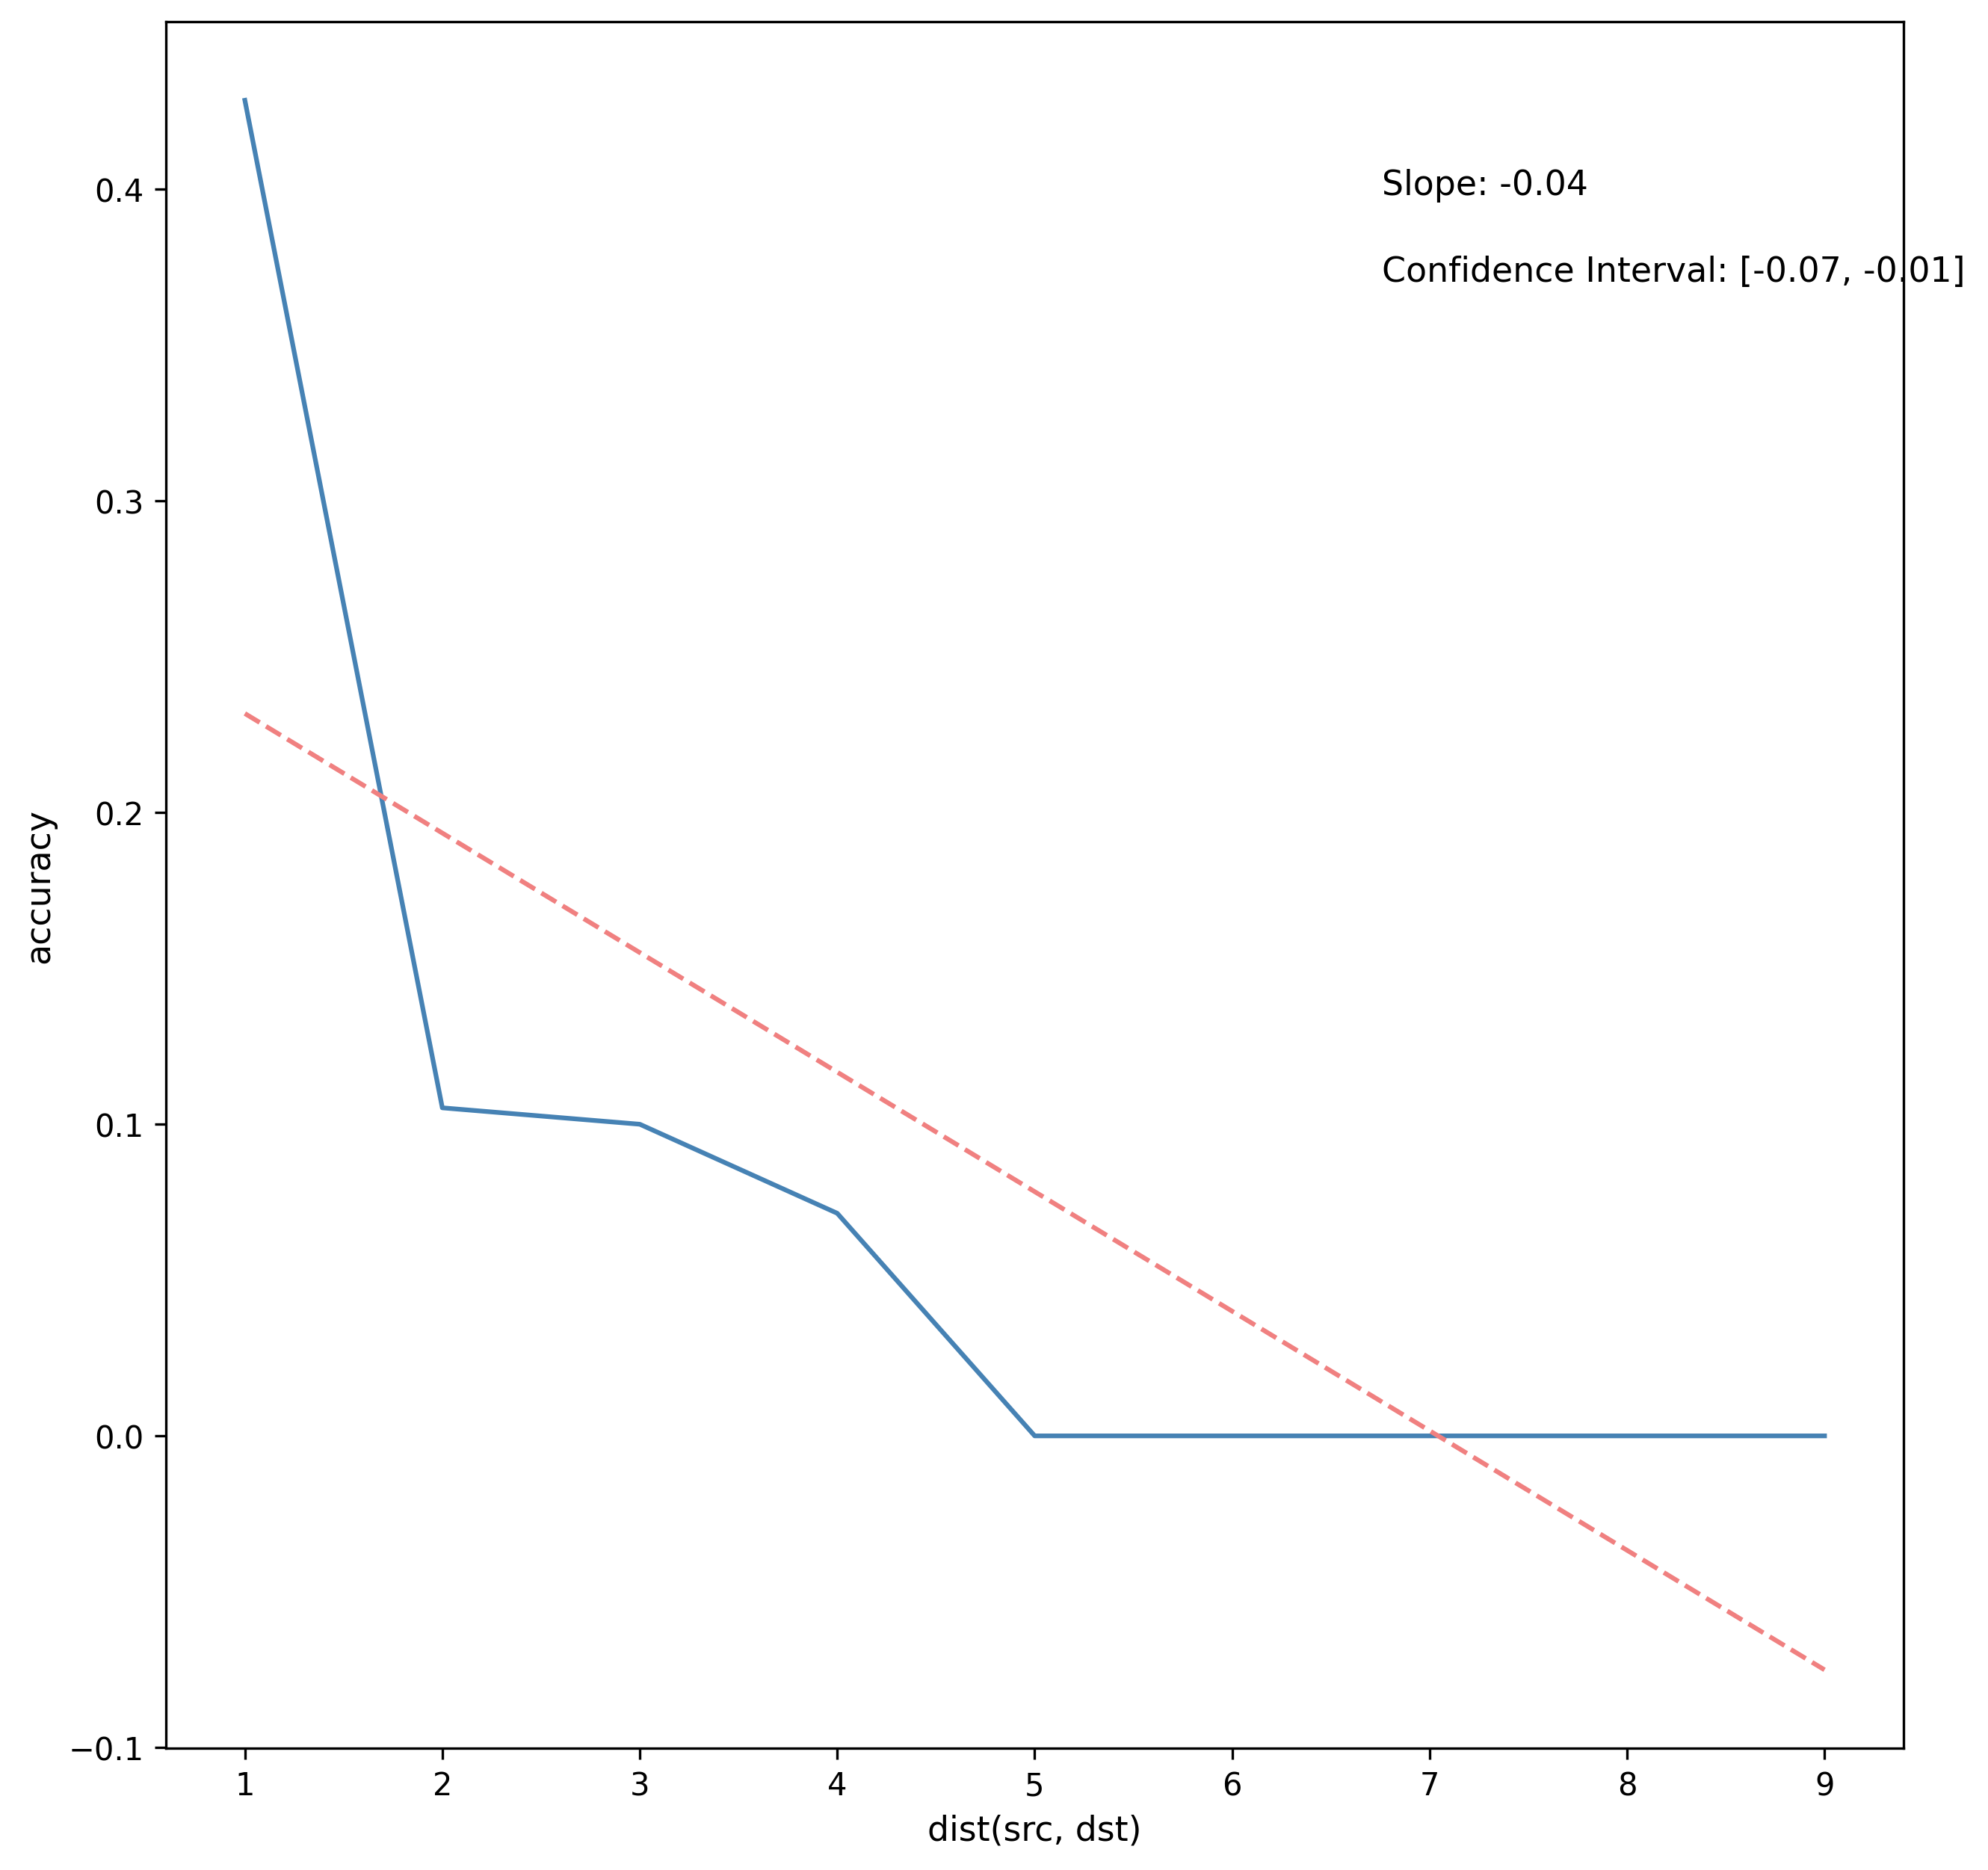 Slope: -0.04
Confidence Interval: [-0.07, -0.01]
accuracy
0.4
0.3
0.2
0.1
0.0
−0.1
1 2 3 4 5 6 7 8 9
dist(src, dst)